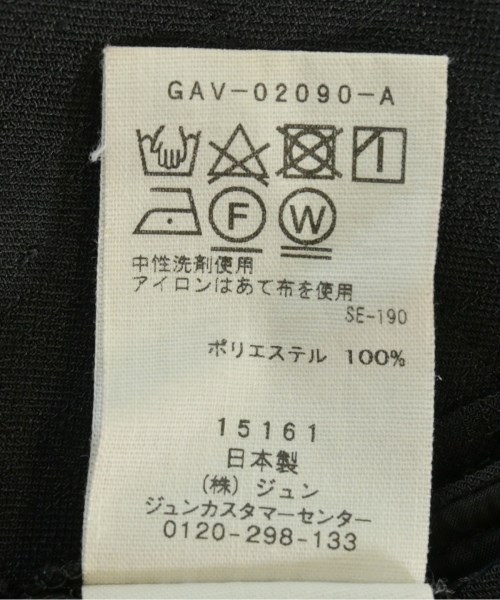 GAV-02090-A
F W
中性洗剤使用
アイロンはあて布を使用
SE-190
ポリエステル 100%
15161
日本製
(株) ジュン
ジュンカスタマーセンター
0120-298-133